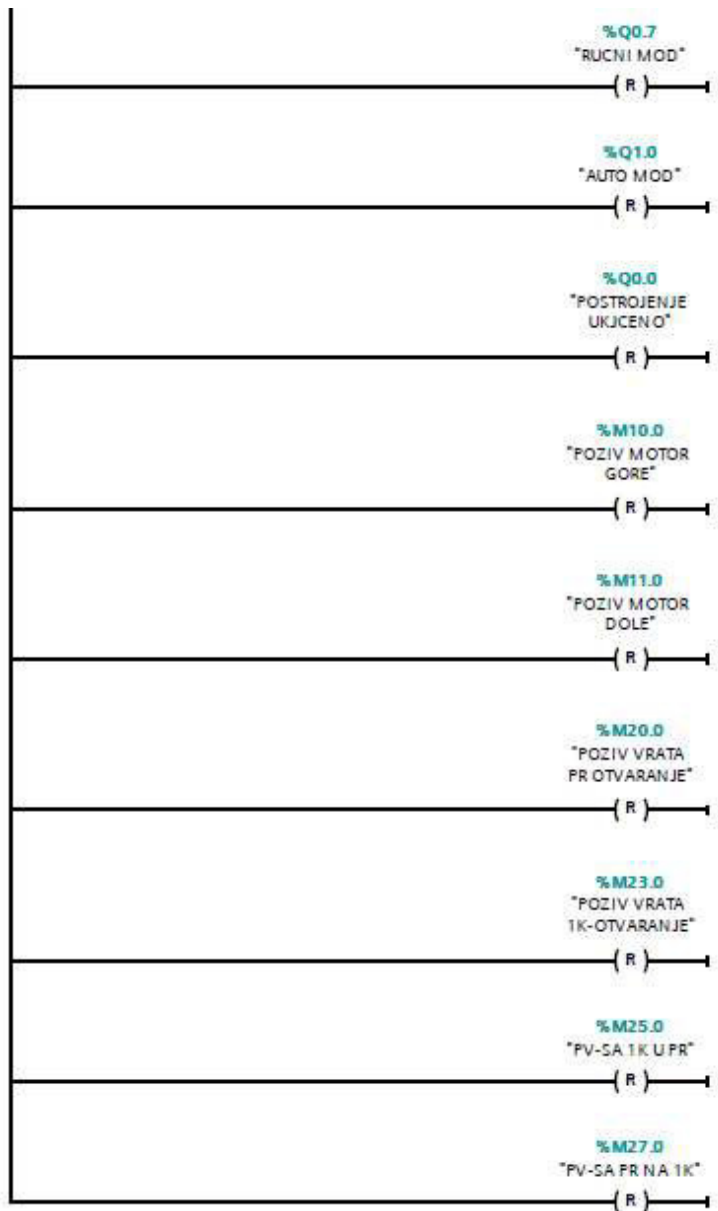 %Q0.7
"RUCNI MOD"
( R )
%Q1.0
"AUTO MOD"
( R )
%Q0.0
"POSTROJENJE
UKJCENO"
( R )
%M10.0
"POZIV MOTOR
GORE"
( R )
%M11.0
"POZIV MOTOR
DOLE"
( R )
%M20.0
"POZIV VRATA
PR OTVARANJE"
( R )
%M23.0
"POZIV VRATA
1K-OTVARANJE"
( R )
%M25.0
"PV-SA 1K U PR"
( R )
%M27.0
"PV-SA PR NA 1K"
( R )